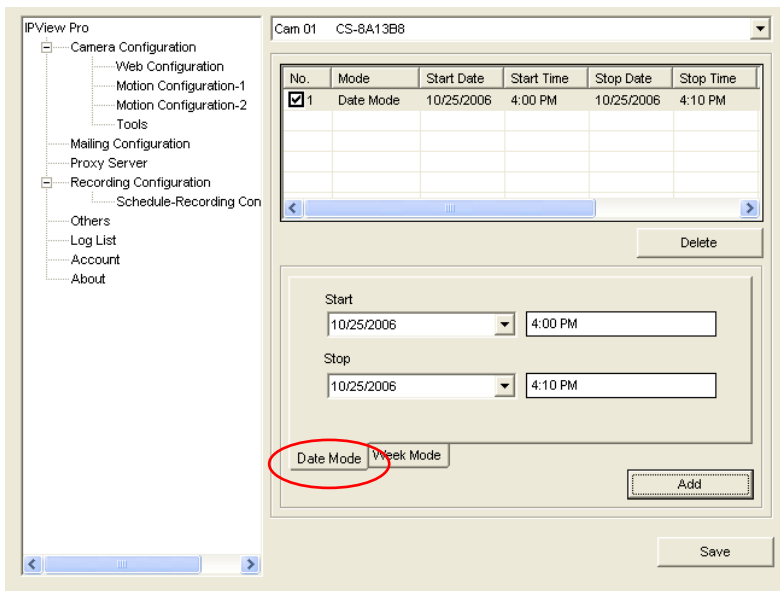 IPView Pro
Camera Configuration
Web Configuration
Motion Configuration-1
Motion Configuration-2
Tools
Mailing Configuration
Proxy Server
Recording Configuration
Schedule-Recording Con
Others
Log List
Account
About
Cam 01 CS-8A13B8
No. Mode Start Date Start Time Stop Date Stop Time
1 Date Mode 10/25/2006 4:00 PM 10/25/2006 4:10 PM
Delete
Start
10/25/2006 4:00 PM
Stop
10/25/2006 4:10 PM
Date Mode Week Mode
Add
Save